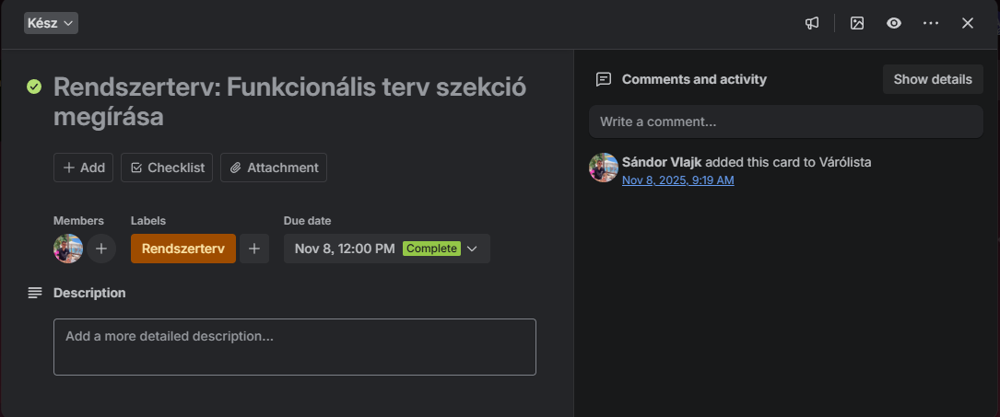 Kész
Rendszerterv: Funkcionális terv szekció
megírása
Add
Checklist
Attachment
Members
Labels
Due date
Rendszerterv
Nov 8, 12:00 PM Complete
Description
Add a more detailed description...
Comments and activity
Show details
Write a comment...
Sándor Vlajk added this card to Várólista
Nov 8, 2025, 9:19 AM